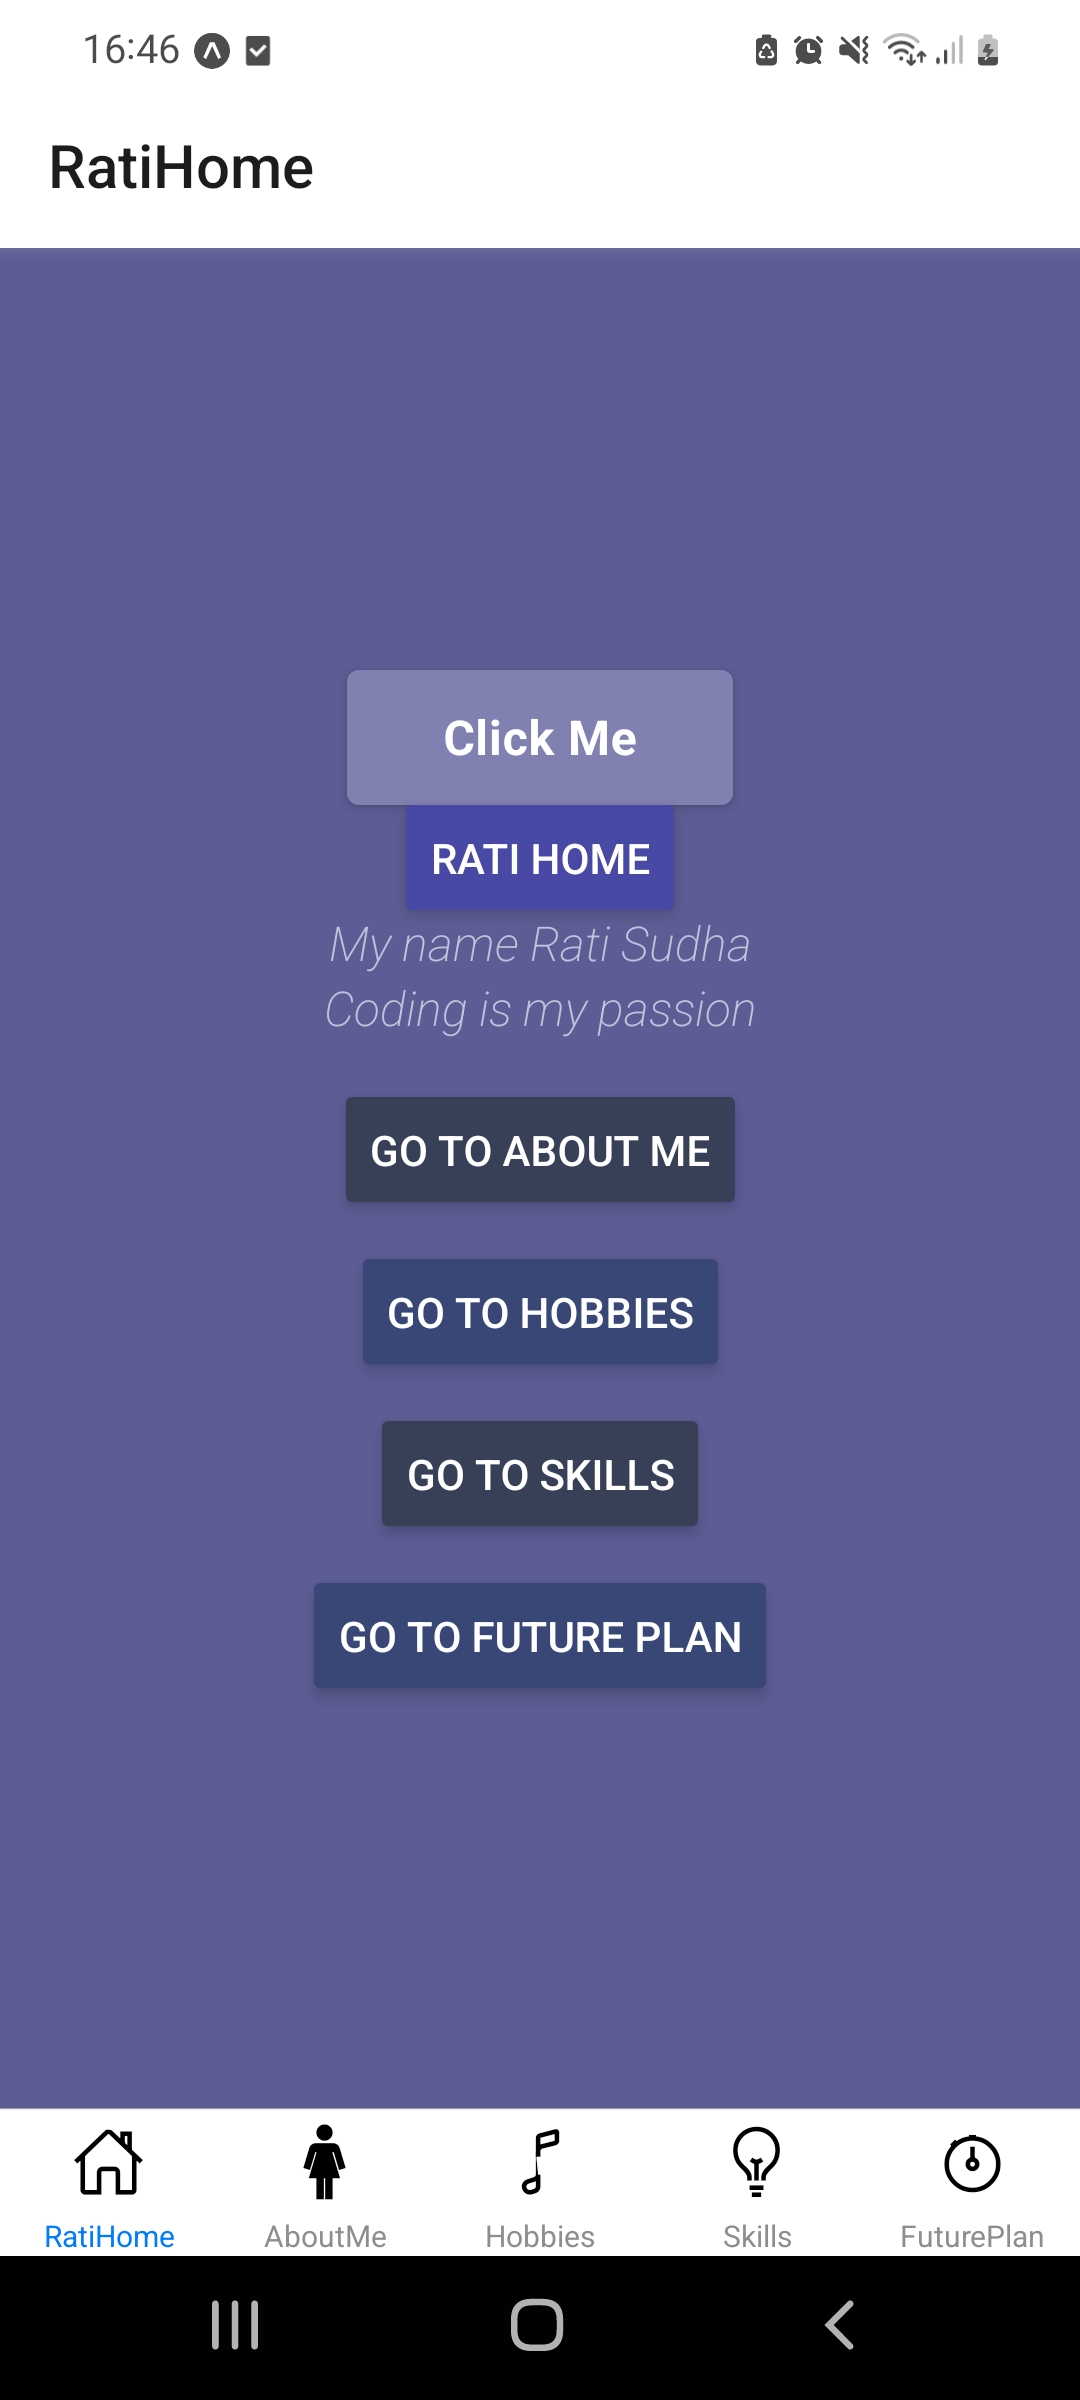 16:46
RatiHome
Click Me
RATI HOME
My name Rati Sudha
Coding is my passion
GO TO ABOUT ME
GO TO HOBBIES
GO TO SKILLS
GO TO FUTURE PLAN
RatiHome AboutMe Hobbies Skills FuturePlan